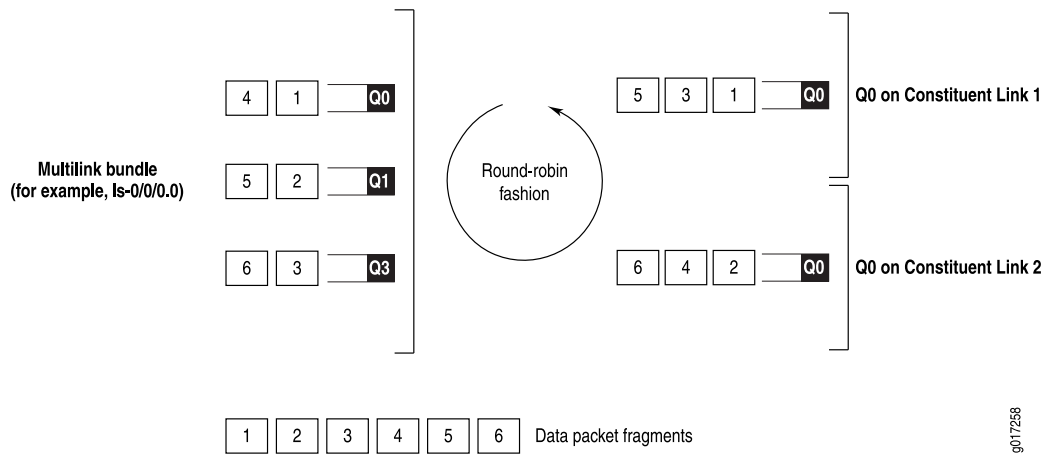 4 1 Q0
5 3 1 Q0 Q0 on Constituent Link 1
Multilink bundle
(for example, ls-0/0/0.0)
5 2 Q1
Round-robin
fashion
6 3 Q3
6 4 2 Q0 Q0 on Constituent Link 2
1 2 3 4 5 6 Data packet fragments
g017258